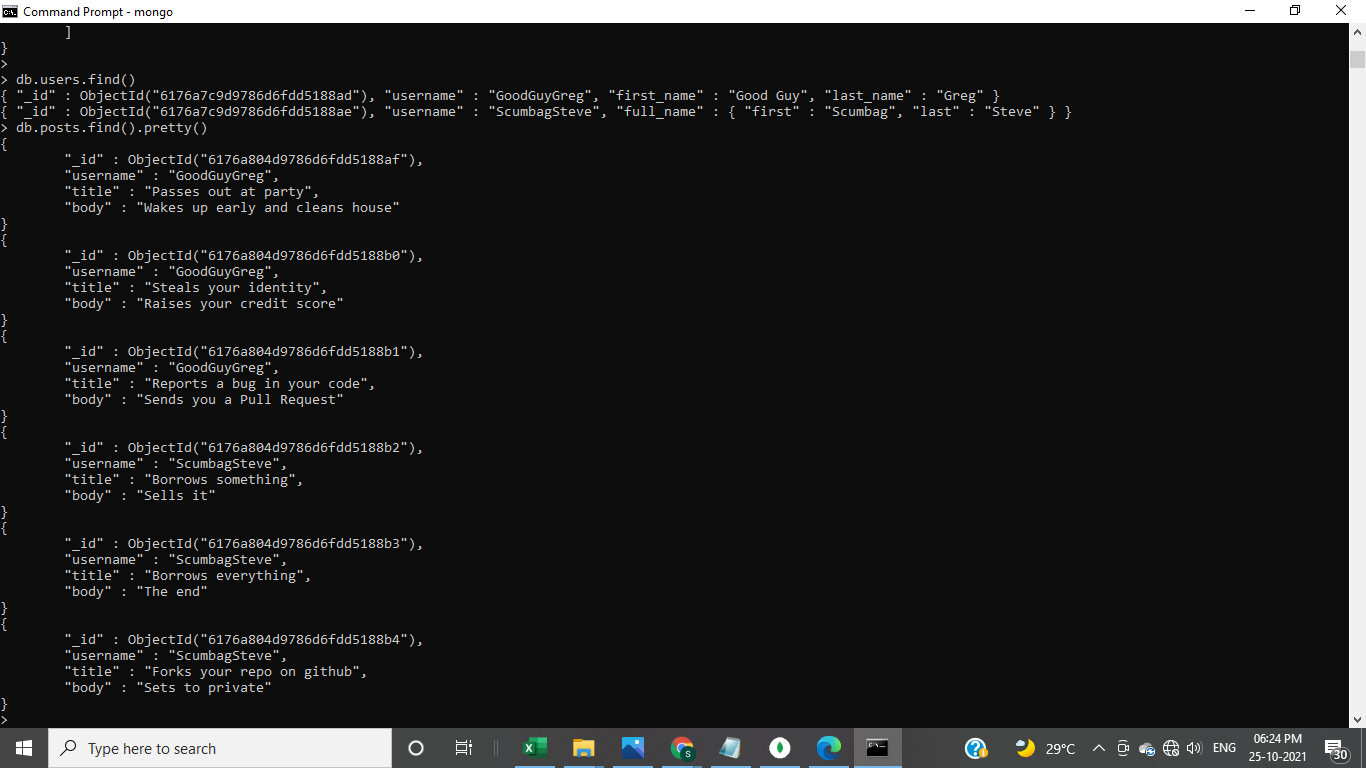 Command Prompt - mongo
]
}
>
> db.users.find()
{ "_id" : ObjectId("6176a7c9d9786d6fdd5188ad"), "username" : "GoodGuyGreg", "first_name" : "Good Guy", "last_name" : "Greg" }
{ "_id" : ObjectId("6176a7c9d9786d6fdd5188ae"), "username" : "ScumbagSteve", "full_name" : { "first" : "Scumbag", "last" : "Steve" } }
> db.posts.find().pretty()
{
"_id" : ObjectId("6176a804d9786d6fdd5188af"),
"username" : "GoodGuyGreg",
"title" : "Passes out at party",
"body" : "Wakes up early and cleans house"
}
{
"_id" : ObjectId("6176a804d9786d6fdd5188b0"),
"username" : "GoodGuyGreg",
"title" : "Steals your identity",
"body" : "Raises your credit score"
}
{
"_id" : ObjectId("6176a804d9786d6fdd5188b1"),
"username" : "GoodGuyGreg",
"title" : "Reports a bug in your code",
"body" : "Sends you a Pull Request"
}
{
"_id" : ObjectId("6176a804d9786d6fdd5188b2"),
"username" : "ScumbagSteve",
"title" : "Borrows something",
"body" : "Sells it"
}
{
"_id" : ObjectId("6176a804d9786d6fdd5188b3"),
"username" : "ScumbagSteve",
"title" : "Borrows everything",
"body" : "The end"
}
{
"_id" : ObjectId("6176a804d9786d6fdd5188b4"),
"username" : "ScumbagSteve",
"title" : "Forks your repo on github",
"body" : "Sets to private"
}
>
Type here to search
29°C
ENG
06:24 PM
25-10-2021
30